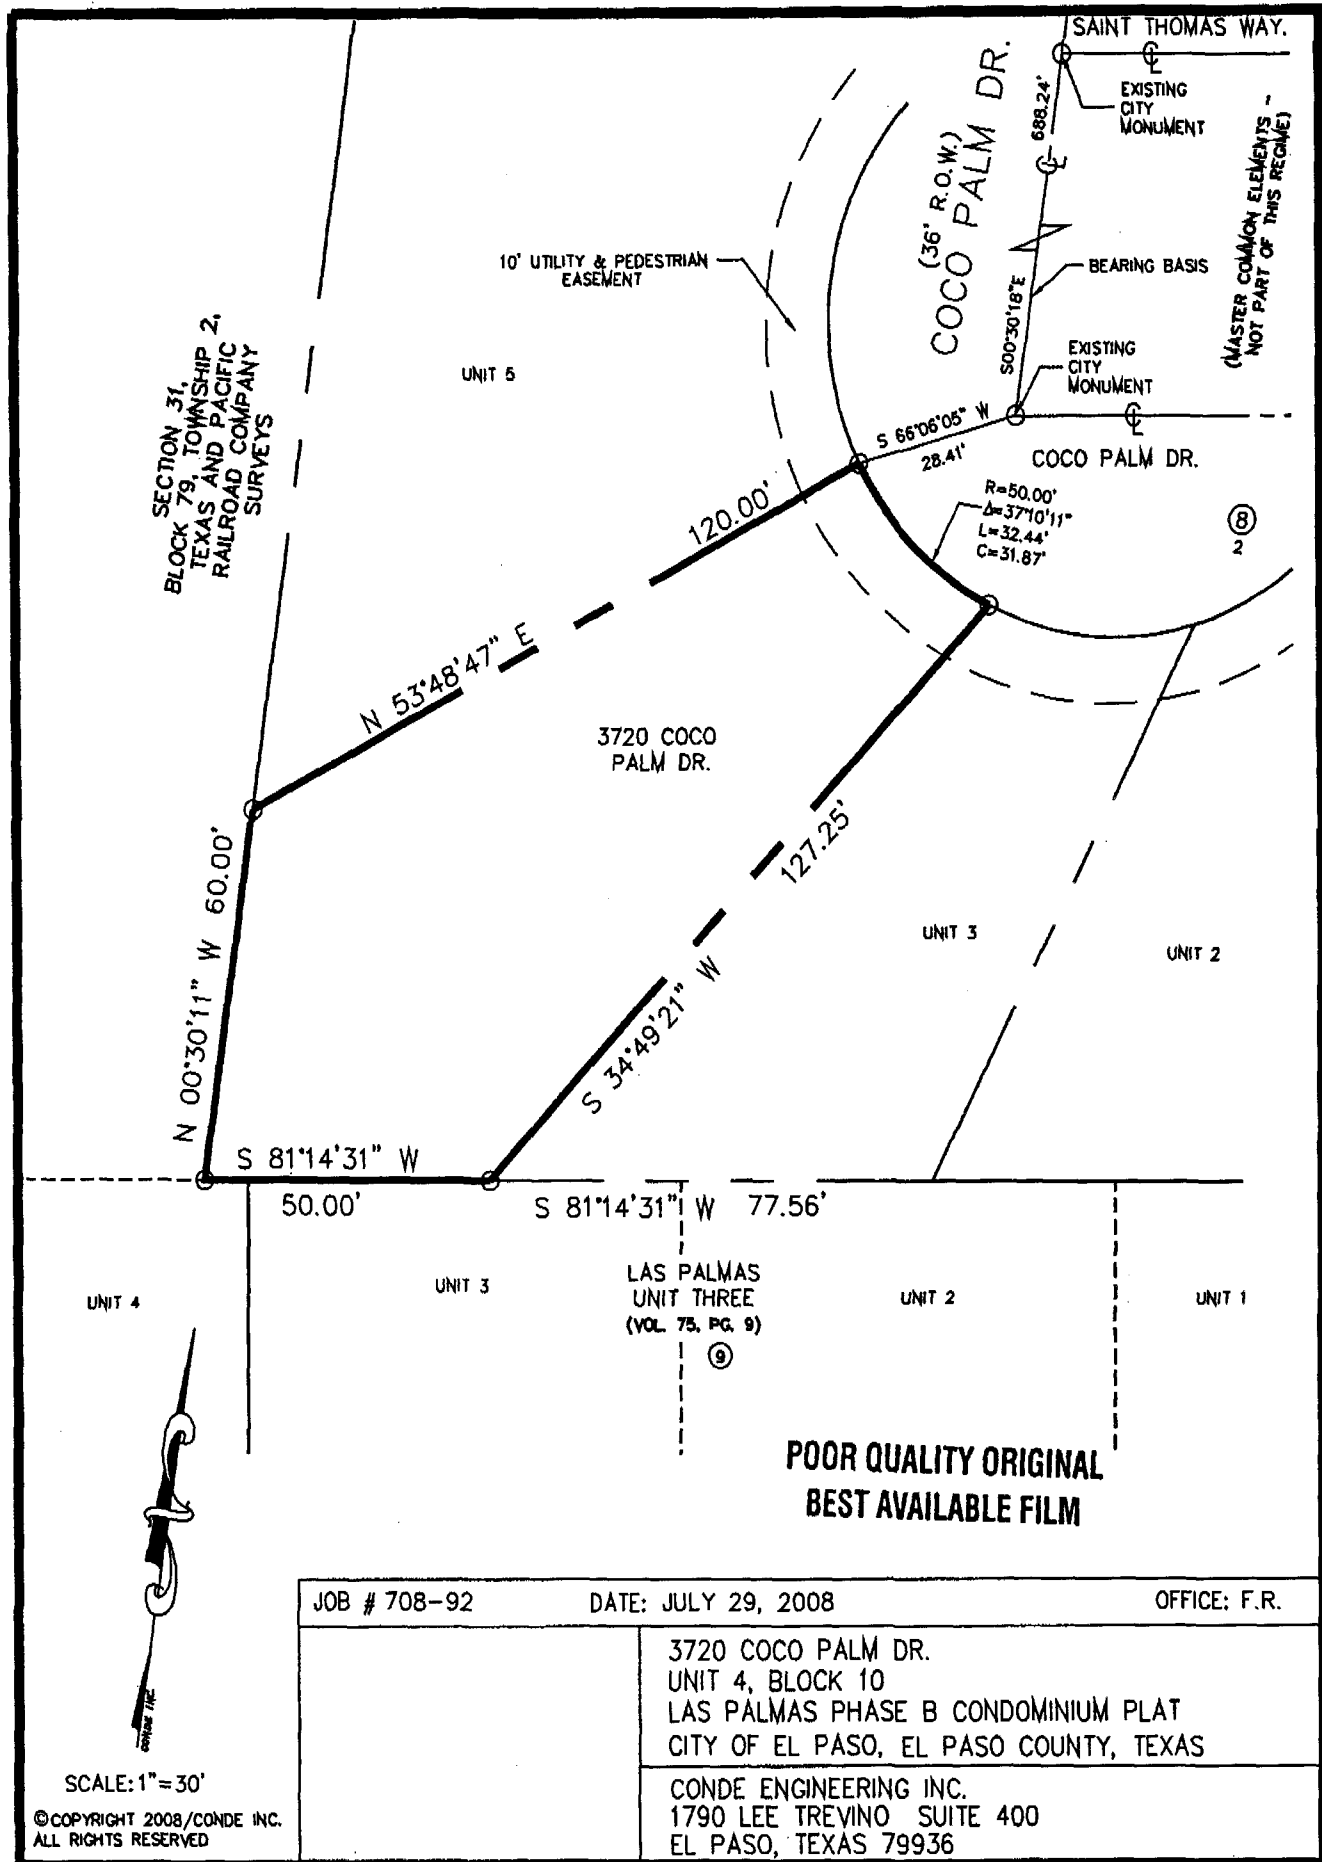 SAINT THOMAS WAY.
EXISTING
CITY
MONUMENT
688.24'
(MASTER COMMON ELEMENTS -
NOT PART OF THIS REGIME)
(36' R.O.W.)
COCO PALM DR.
10' UTILITY & PEDESTRIAN
EASEMENT
BEARING BASIS
S00°30'18"E
EXISTING
CITY
MONUMENT
SECTION 31,
BLOCK 79, TOWNSHIP 2,
TEXAS AND PACIFIC
RAILROAD COMPANY
SURVEYS
UNIT 5
S 66°06'05" W
28.41'
COCO PALM DR.
R=50.00'
Δ=37°10'11"
L=32.44'
C=31.87'
8
2
120.00'
N 53°48'47" E
3720 COCO
PALM DR.
127.25'
S 34°49'21" W
N 00°30'11" W 60.00'
UNIT 3
UNIT 2
S 81°14'31" W
50.00'
S 81°14'31" W 77.56'
UNIT 4
UNIT 3
LAS PALMAS
UNIT THREE
(VOL. 75, PG. 9)
9
UNIT 2
UNIT 1
POOR QUALITY ORIGINAL
BEST AVAILABLE FILM
CONDE INC.
SCALE: 1"=30'
©COPYRIGHT 2008/CONDE INC.
ALL RIGHTS RESERVED
JOB # 708-92 DATE: JULY 29, 2008 OFFICE: F.R.
3720 COCO PALM DR.
UNIT 4, BLOCK 10
LAS PALMAS PHASE B CONDOMINIUM PLAT
CITY OF EL PASO, EL PASO COUNTY, TEXAS
CONDE ENGINEERING INC.
1790 LEE TREVINO SUITE 400
EL PASO, TEXAS 79936